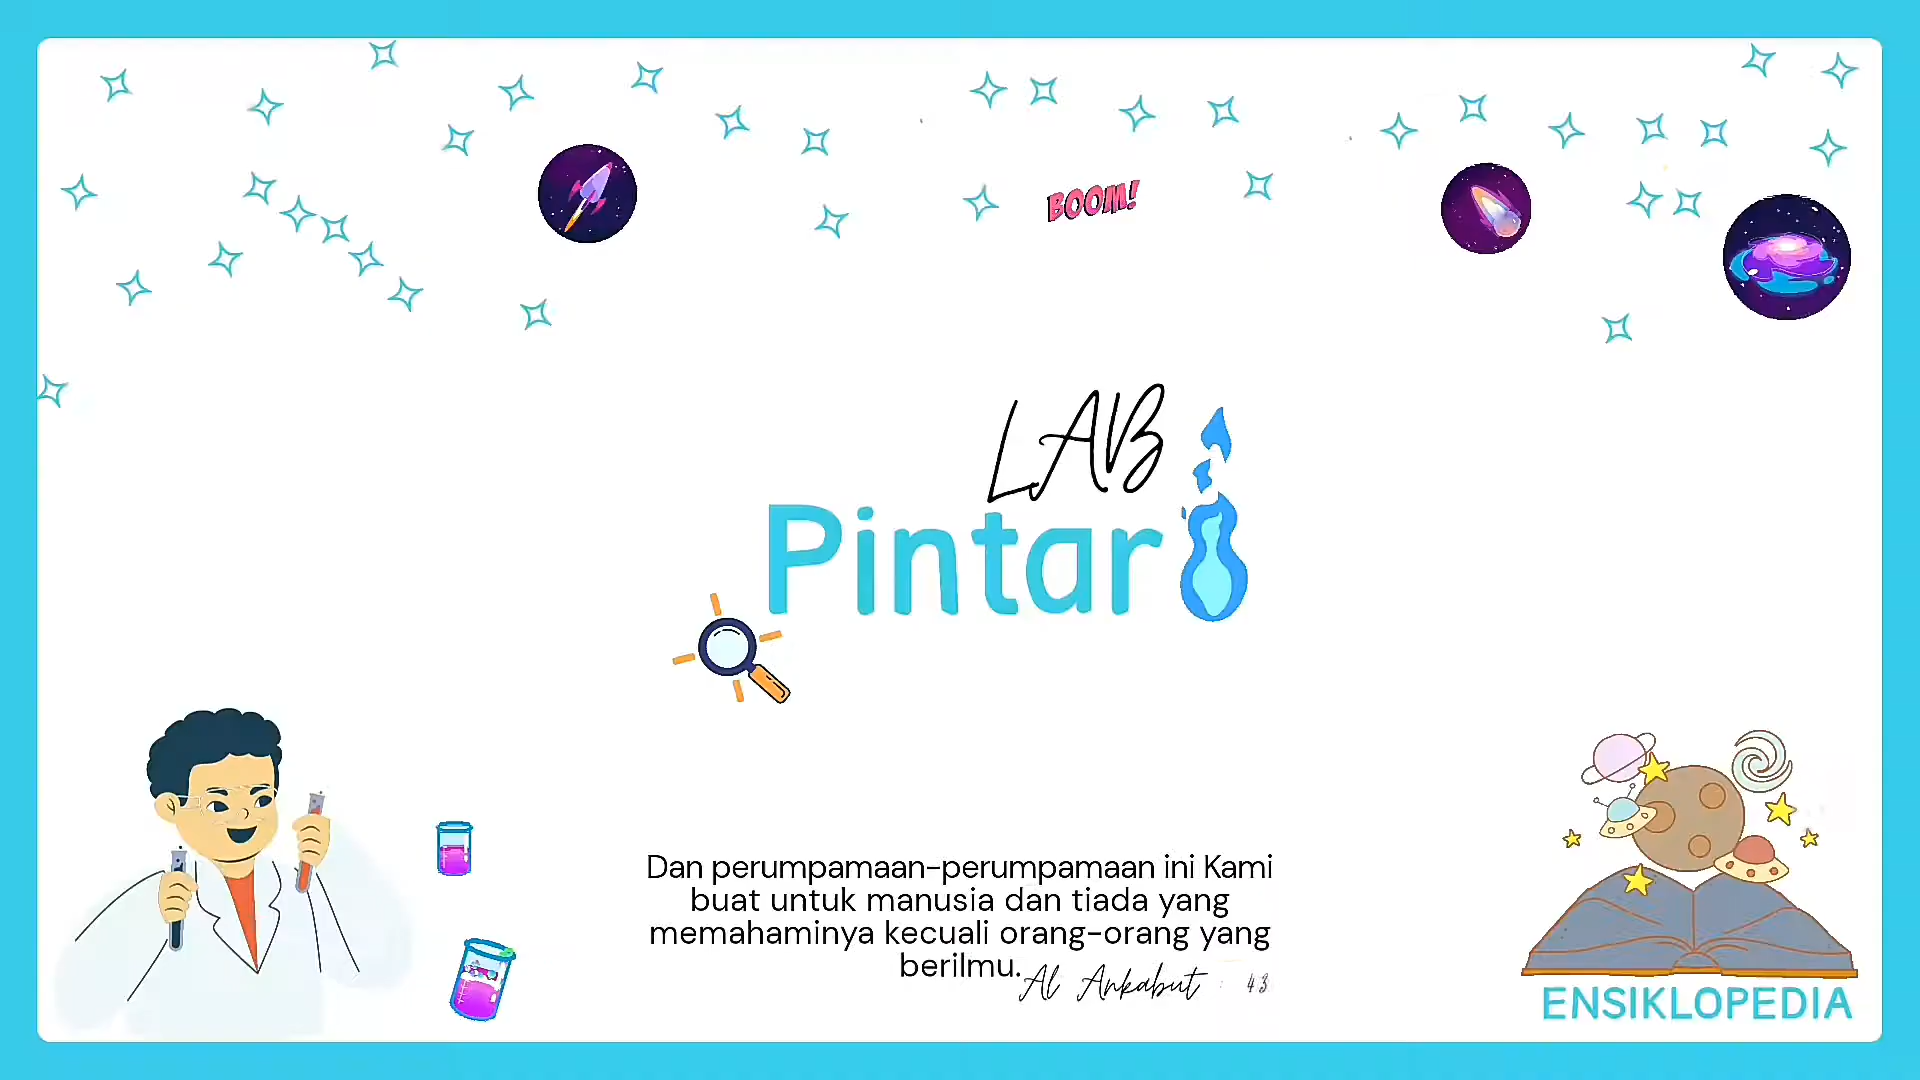 BOOM!
LAB
Pintar
Dan perumpamaan-perumpamaan ini Kami
buat untuk manusia dan tiada yang
memahaminya kecuali orang-orang yang
berilmu.
Al Ankabut : 43
ENSIKLOPEDIA